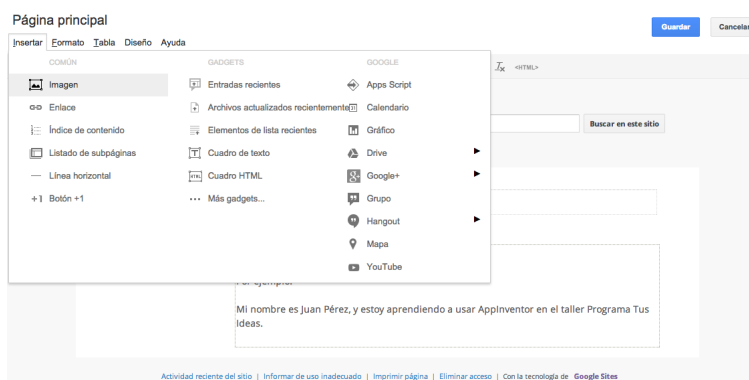 Página principal
Guardar
Cancelar
Insertar Formato Tabla Diseño Ayuda
<HTML>
COMÚN
Imagen
Enlace
Índice de contenido
Listado de subpáginas
Línea horizontal
+1 Botón +1
GADGETS
Entradas recientes
Archivos actualizados recientemente
Elementos de lista recientes
Cuadro de texto
HTML Cuadro HTML
Más gadgets...
GOOGLE
Apps Script
31 Calendario
Gráfico
Drive
g+ Google+
Grupo
Hangout
Mapa
YouTube
Buscar en este sitio
Por ejemplo:
Mi nombre es Juan Pérez, y estoy aprendiendo a usar AppInventor en el taller Programa Tus
Ideas.
Actividad reciente del sitio | Informar de uso inadecuado | Imprimir página | Eliminar acceso | Con la tecnología de Google Sites